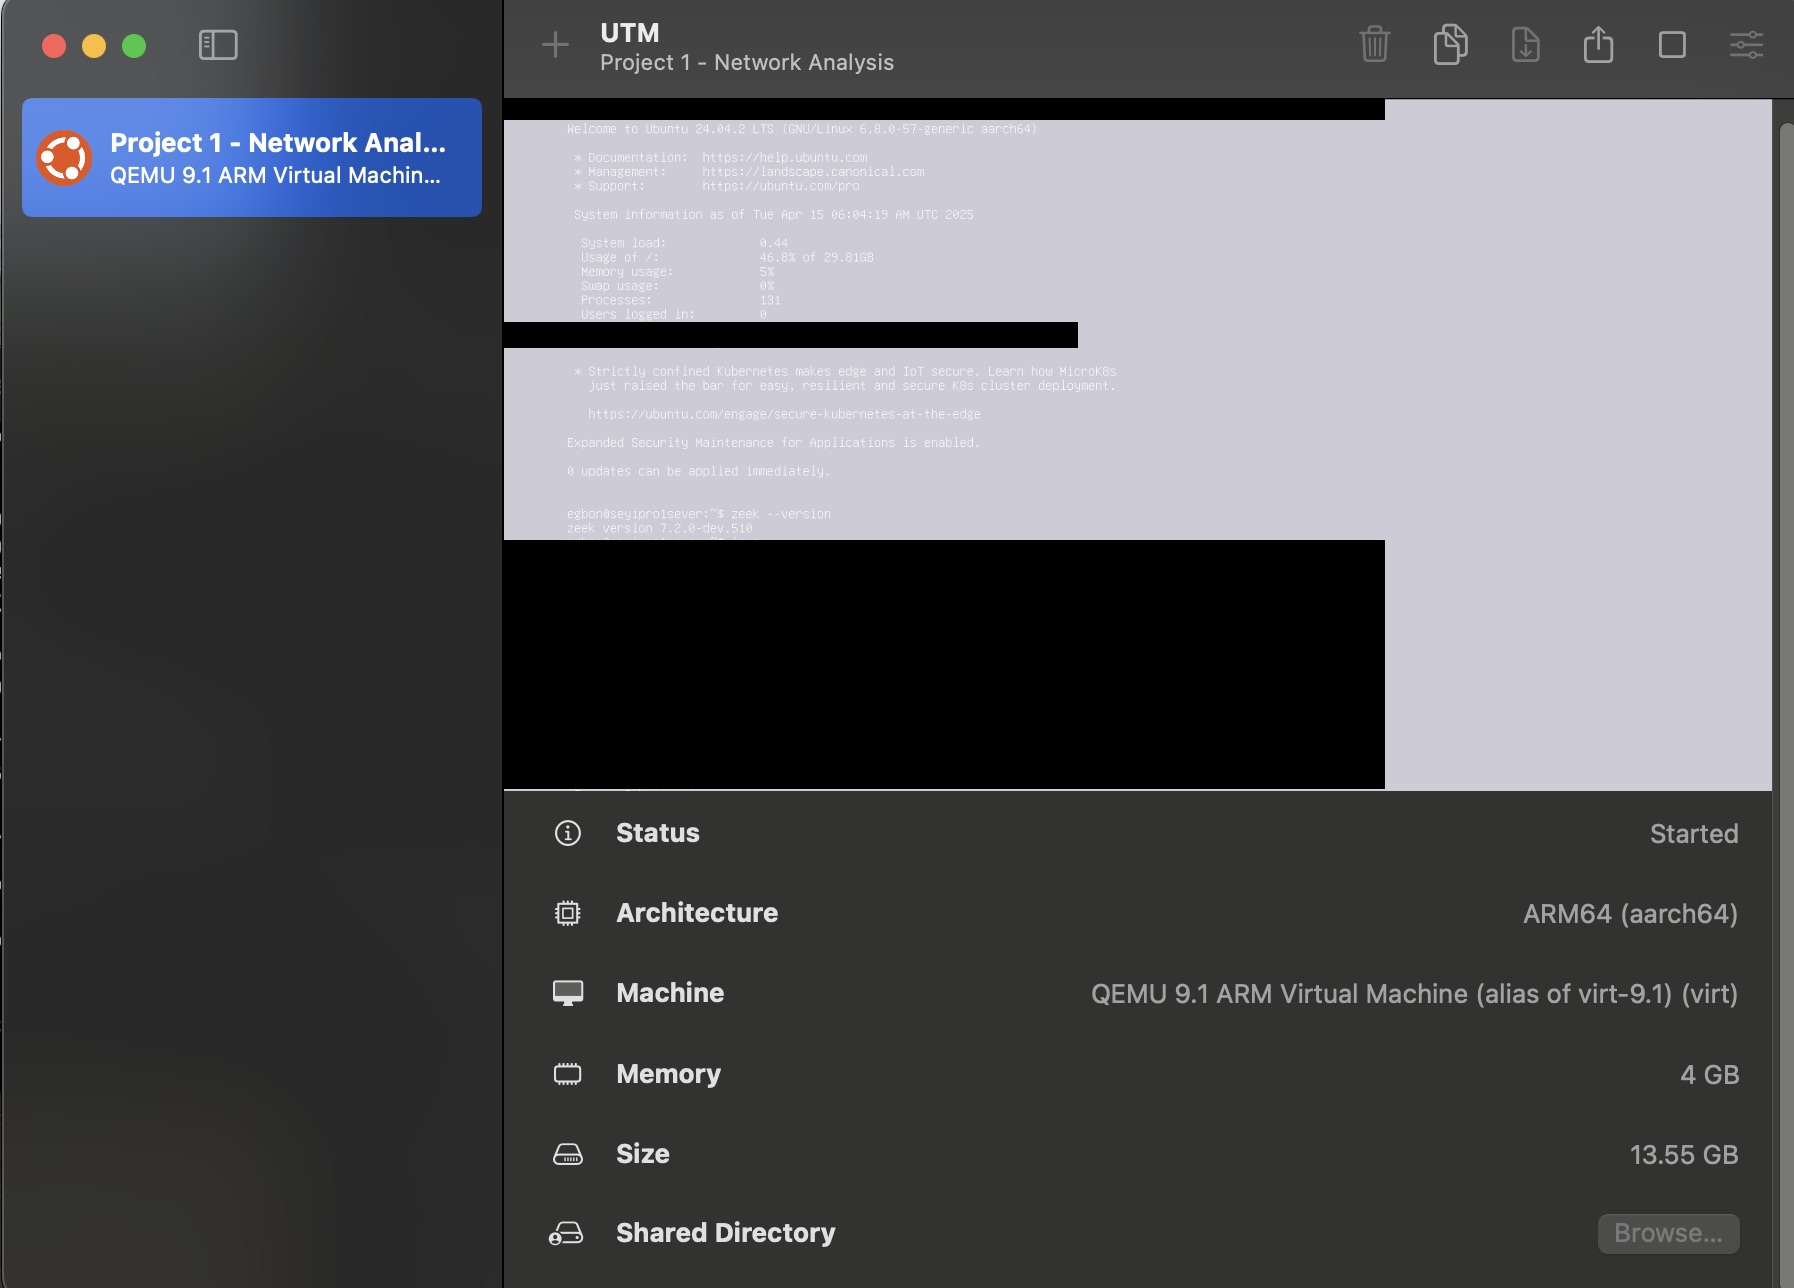 UTM
Project 1 - Network Analysis
Project 1 - Network Anal...
QEMU 9.1 ARM Virtual Machin...
Welcome to Ubuntu 24.04.2 LTS (GNU/Linux 6.8.0-57-generic aarch64)
* Documentation: https://help.ubuntu.com
* Management: https://landscape.canonical.com
* Support: https://ubuntu.com/pro
System information as of Tue Apr 15 06:04:19 AM UTC 2025
System load: 0.44
Usage of /: 46.8% of 29.81GB
Memory usage: 5%
Swap usage: 0%
Processes: 131
Users logged in: 0
* Strictly confined Kubernetes makes edge and IoT secure. Learn how MicroK8s
just raised the bar for easy, resilient and secure K8s cluster deployment.
https://ubuntu.com/engage/secure-kubernetes-at-the-edge
Expanded Security Maintenance for Applications is enabled.
0 updates can be applied immediately.
egbon@seyipro1sever:~$ zeek --version
zeek version 7.2.0-dev.510
Status Started
Architecture ARM64 (aarch64)
Machine QEMU 9.1 ARM Virtual Machine (alias of virt-9.1) (virt)
Memory 4 GB
Size 13.55 GB
Shared Directory Browse...